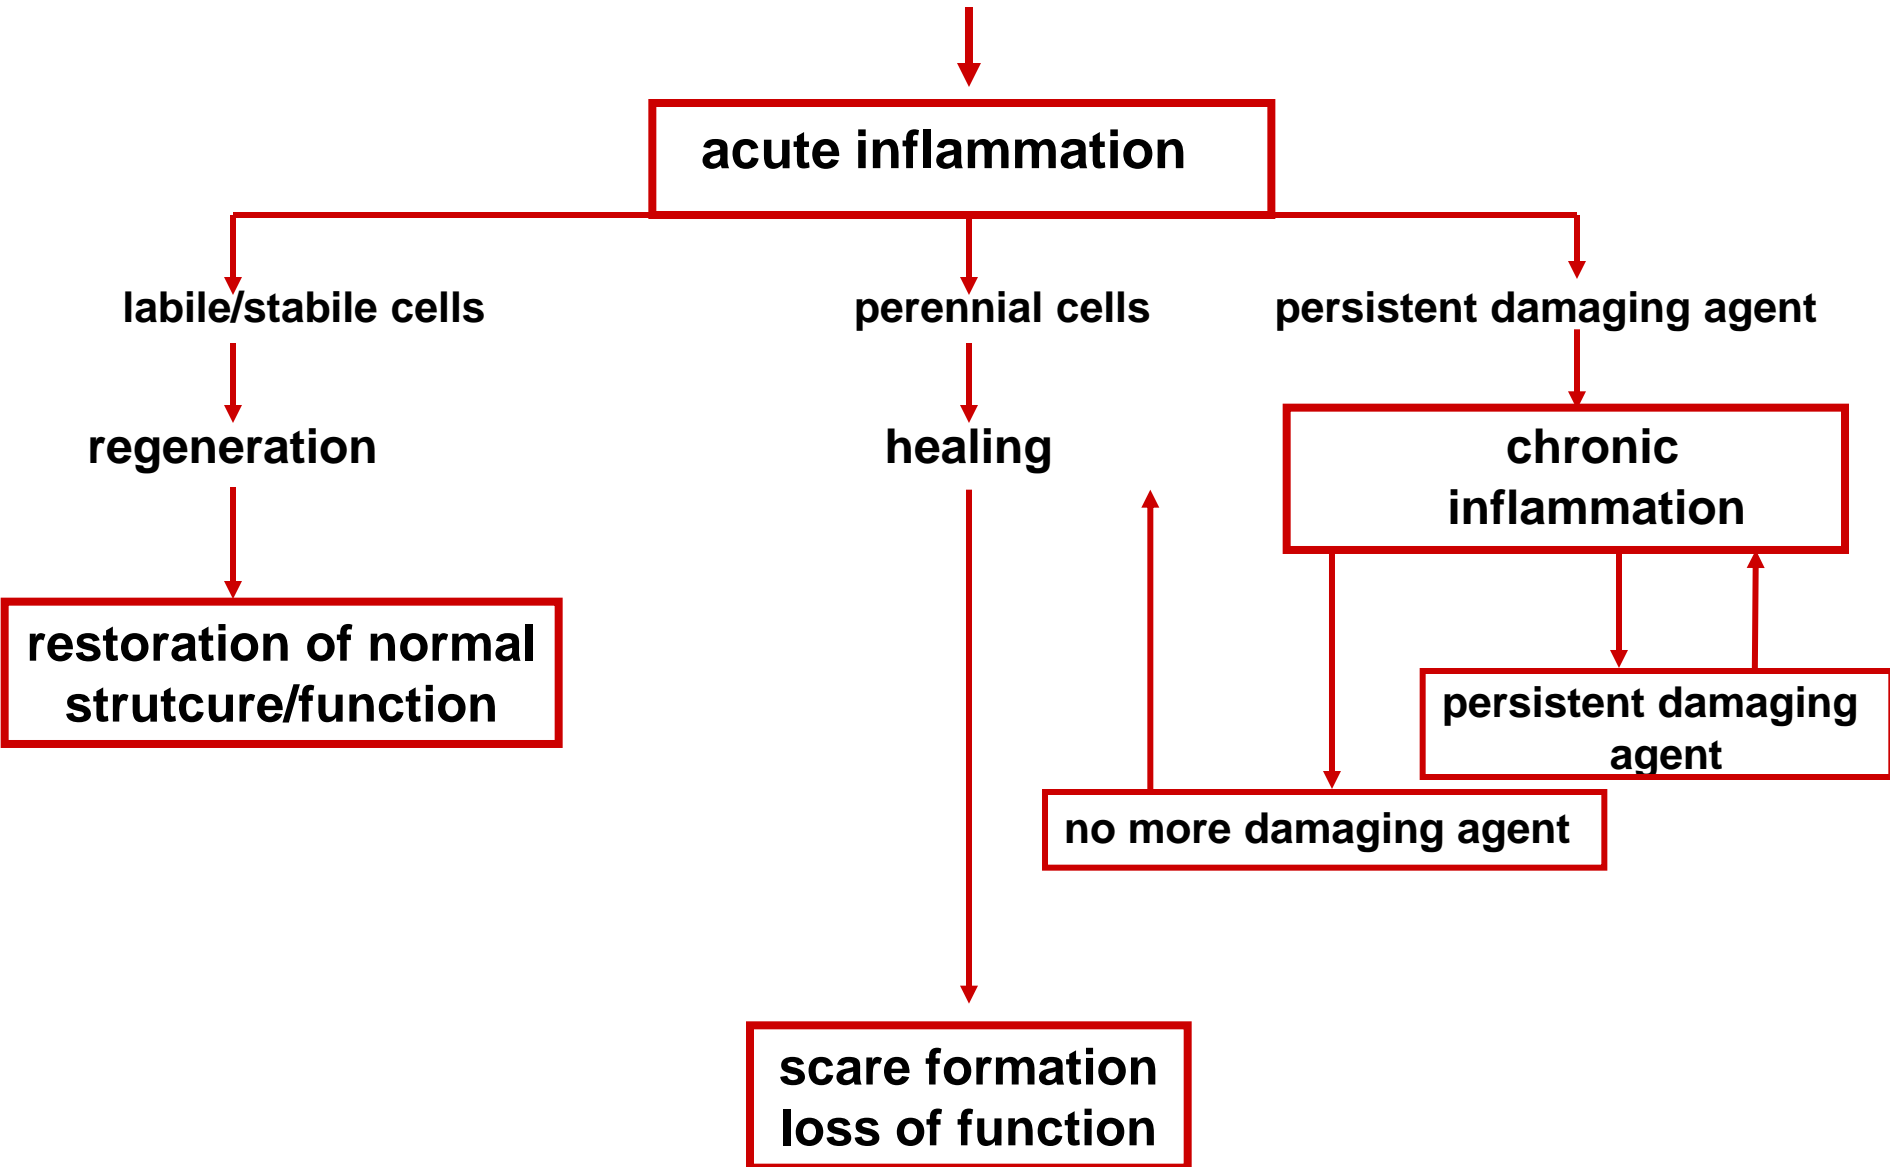 acute inflammation
labile/stabile cells
perennial cells
persistent damaging agent
regeneration
healing
chronic
inflammation
restoration of normal
strutcure/function
persistent damaging
agent
no more damaging agent
scare formation
loss of function